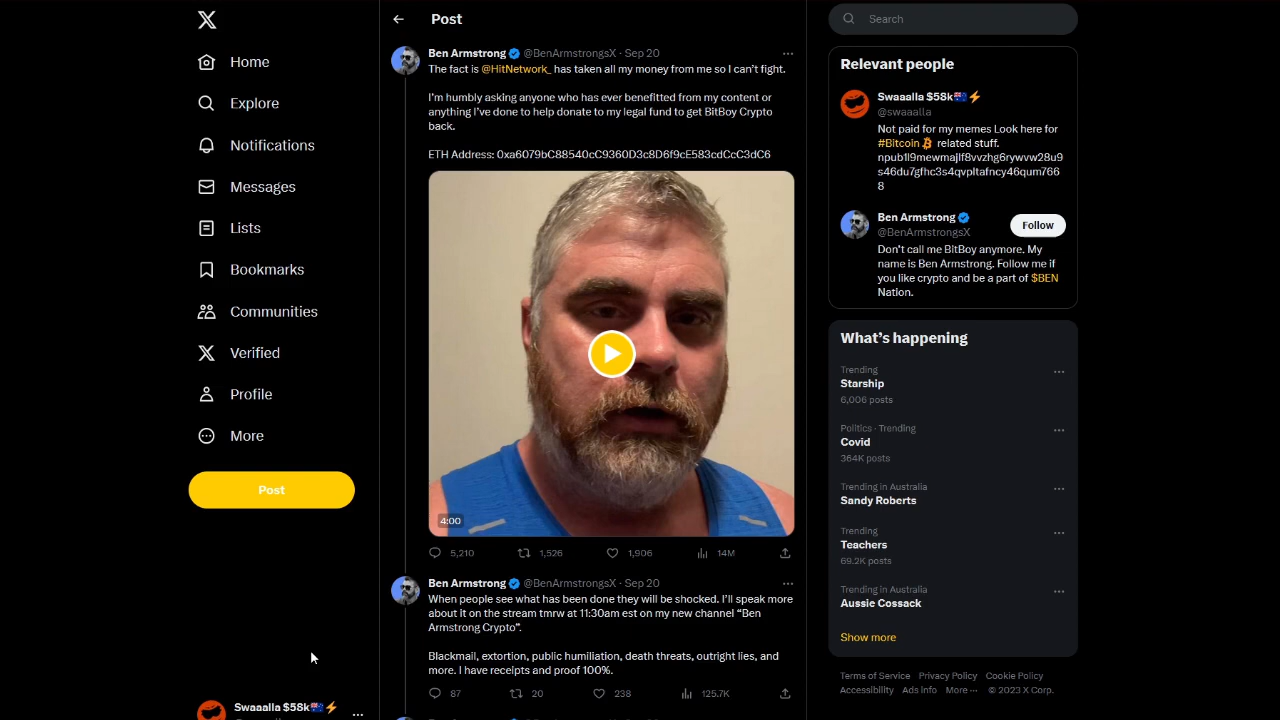 Home
Explore
Notifications
Messages
Lists
Bookmarks
Communities
Verified
Profile
More
Post
Swaaalla $58k🇦🇺⚡
Post
Ben Armstrong @BenArmstrongsX · Sep 20
The fact is @HitNetwork_ has taken all my money from me so I can't fight.
I'm humbly asking anyone who has ever benefitted from my content or
anything I've done to help donate to my legal fund to get BitBoy Crypto
back.
ETH Address: 0xa6079bC88540cC9360D3c8D6f9cE583cdCcC3dC6
4:00
5,210 1,526 1,906 14M
Ben Armstrong @BenArmstrongsX · Sep 20
When people see what has been done they will be shocked. I'll speak more
about it on the stream tmrw at 11:30am est on my new channel “Ben
Armstrong Crypto”.
Blackmail, extortion, public humiliation, death threats, outright lies, and
more. I have receipts and proof 100%.
87 20 238 125.7K
Search
Relevant people
Swaaalla $58k🇦🇺⚡
@swaaalla
Not paid for my memes Look here for
#Bitcoin related stuff.
npub1l9mewmajlf8vvzhg6rywvw28u9
s46du7gfhc3s4qvpltafncy46qum766
8
Ben Armstrong
@BenArmstrongsX
Follow
Don't call me BitBoy anymore. My
name is Ben Armstrong. Follow me if
you like crypto and be a part of $BEN
Nation.
What's happening
Trending
Starship
6,006 posts
Politics · Trending
Covid
364K posts
Trending in Australia
Sandy Roberts
Trending
Teachers
69.2K posts
Trending in Australia
Aussie Cossack
Show more
Terms of Service Privacy Policy Cookie Policy
Accessibility Ads info More ··· © 2023 X Corp.